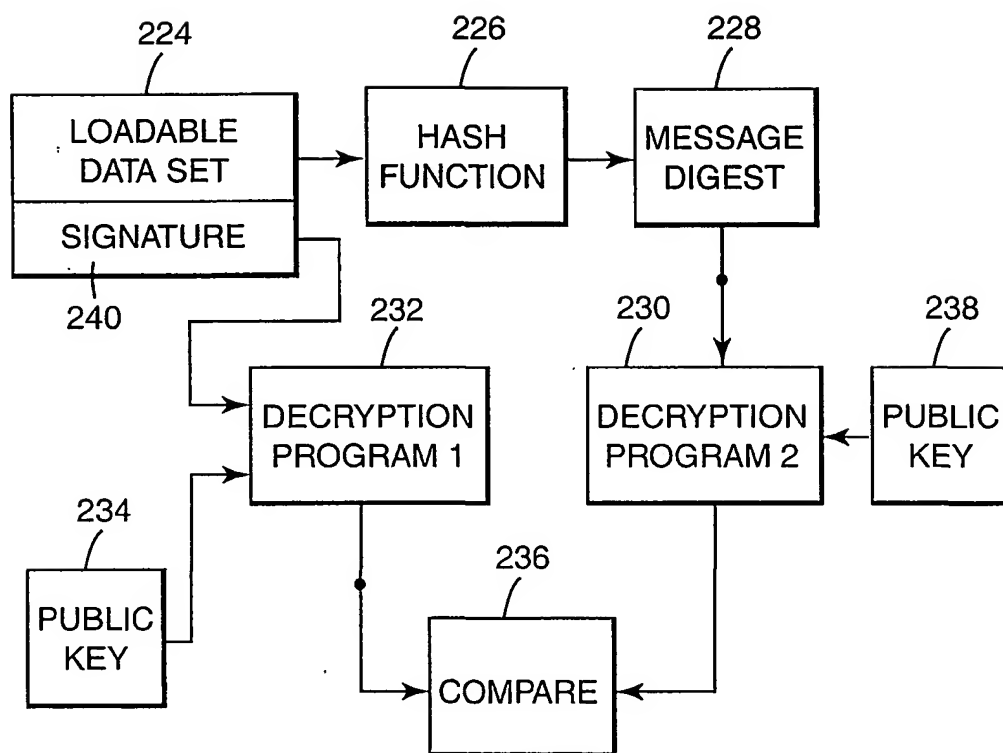 224
226
228
LOADABLE
DATA SET
HASH
FUNCTION
MESSAGE
DIGEST
SIGNATURE
240
232
230
238
DECRYPTION
PROGRAM 1
DECRYPTION
PROGRAM 2
PUBLIC
KEY
234
236
PUBLIC
KEY
COMPARE